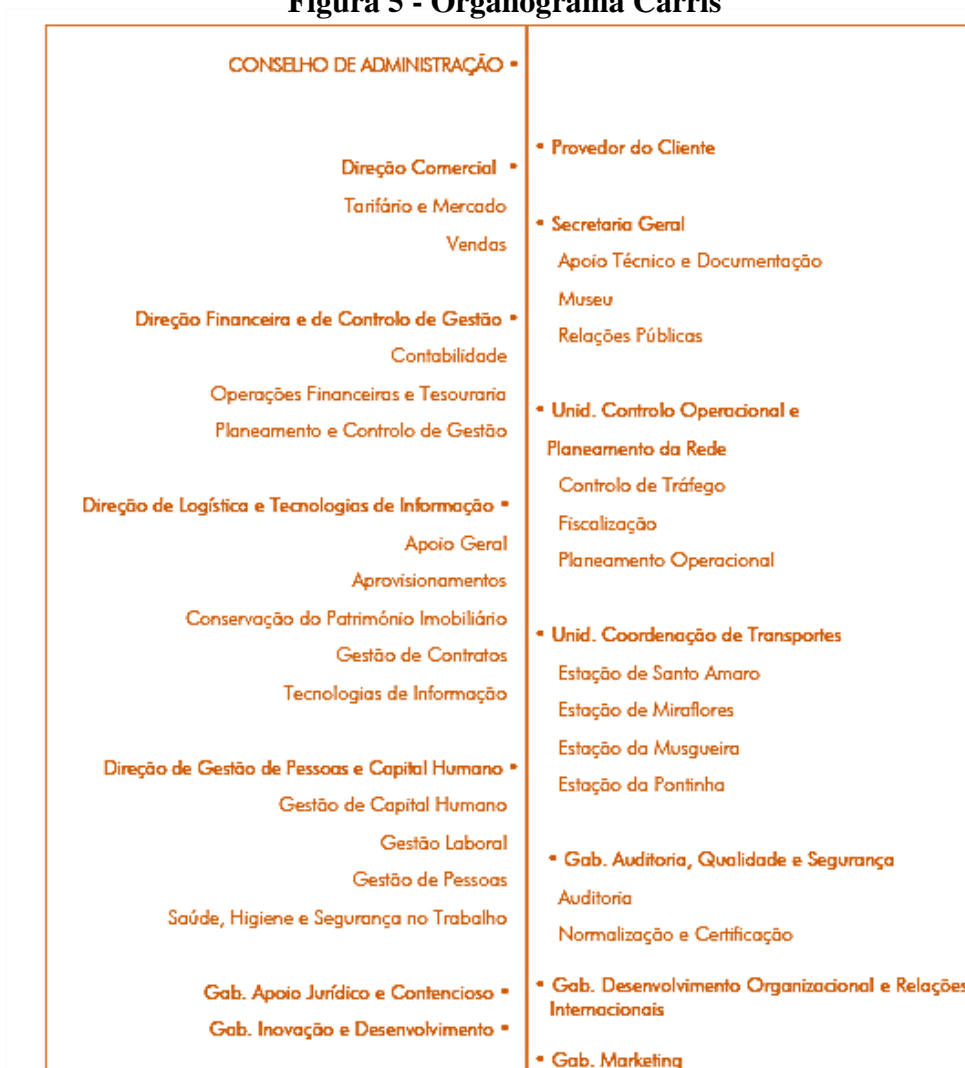 Figura 5 - Organograma Carris
CONSELHO DE ADMINISTRAÇÃO
Direção Comercial
Tarifário e Mercado
Vendas
Direção Financeira e de Controlo de Gestão
Contabilidade
Operações Financeiras e Tesouraria
Planeamento e Controlo de Gestão
Direção de Logística e Tecnologias de Informação
Apoio Geral
Aprovisionamentos
Conservação do Património Imobiliário
Gestão de Contratos
Tecnologias de Informação
Direção de Gestão de Pessoas e Capital Humano
Gestão de Capital Humano
Gestão Laboral
Gestão de Pessoas
Saúde, Higiene e Segurança no Trabalho
Gab. Apoio Jurídico e Contencioso
Gab. Inovação e Desenvolvimento
Provedor do Cliente
Secretaria Geral
Apoio Técnico e Documentação
Museu
Relações Públicas
Unid. Controlo Operacional e
Planeamento da Rede
Controlo de Tráfego
Fiscalização
Planeamento Operacional
Unid. Coordenação de Transportes
Estação de Santo Amaro
Estação de Miraflores
Estação da Musgueira
Estação da Pontinha
Gab. Auditoria, Qualidade e Segurança
Auditoria
Normalização e Certificação
Gab. Desenvolvimento Organizacional e Relações
Internacionais
Gab. Marketing